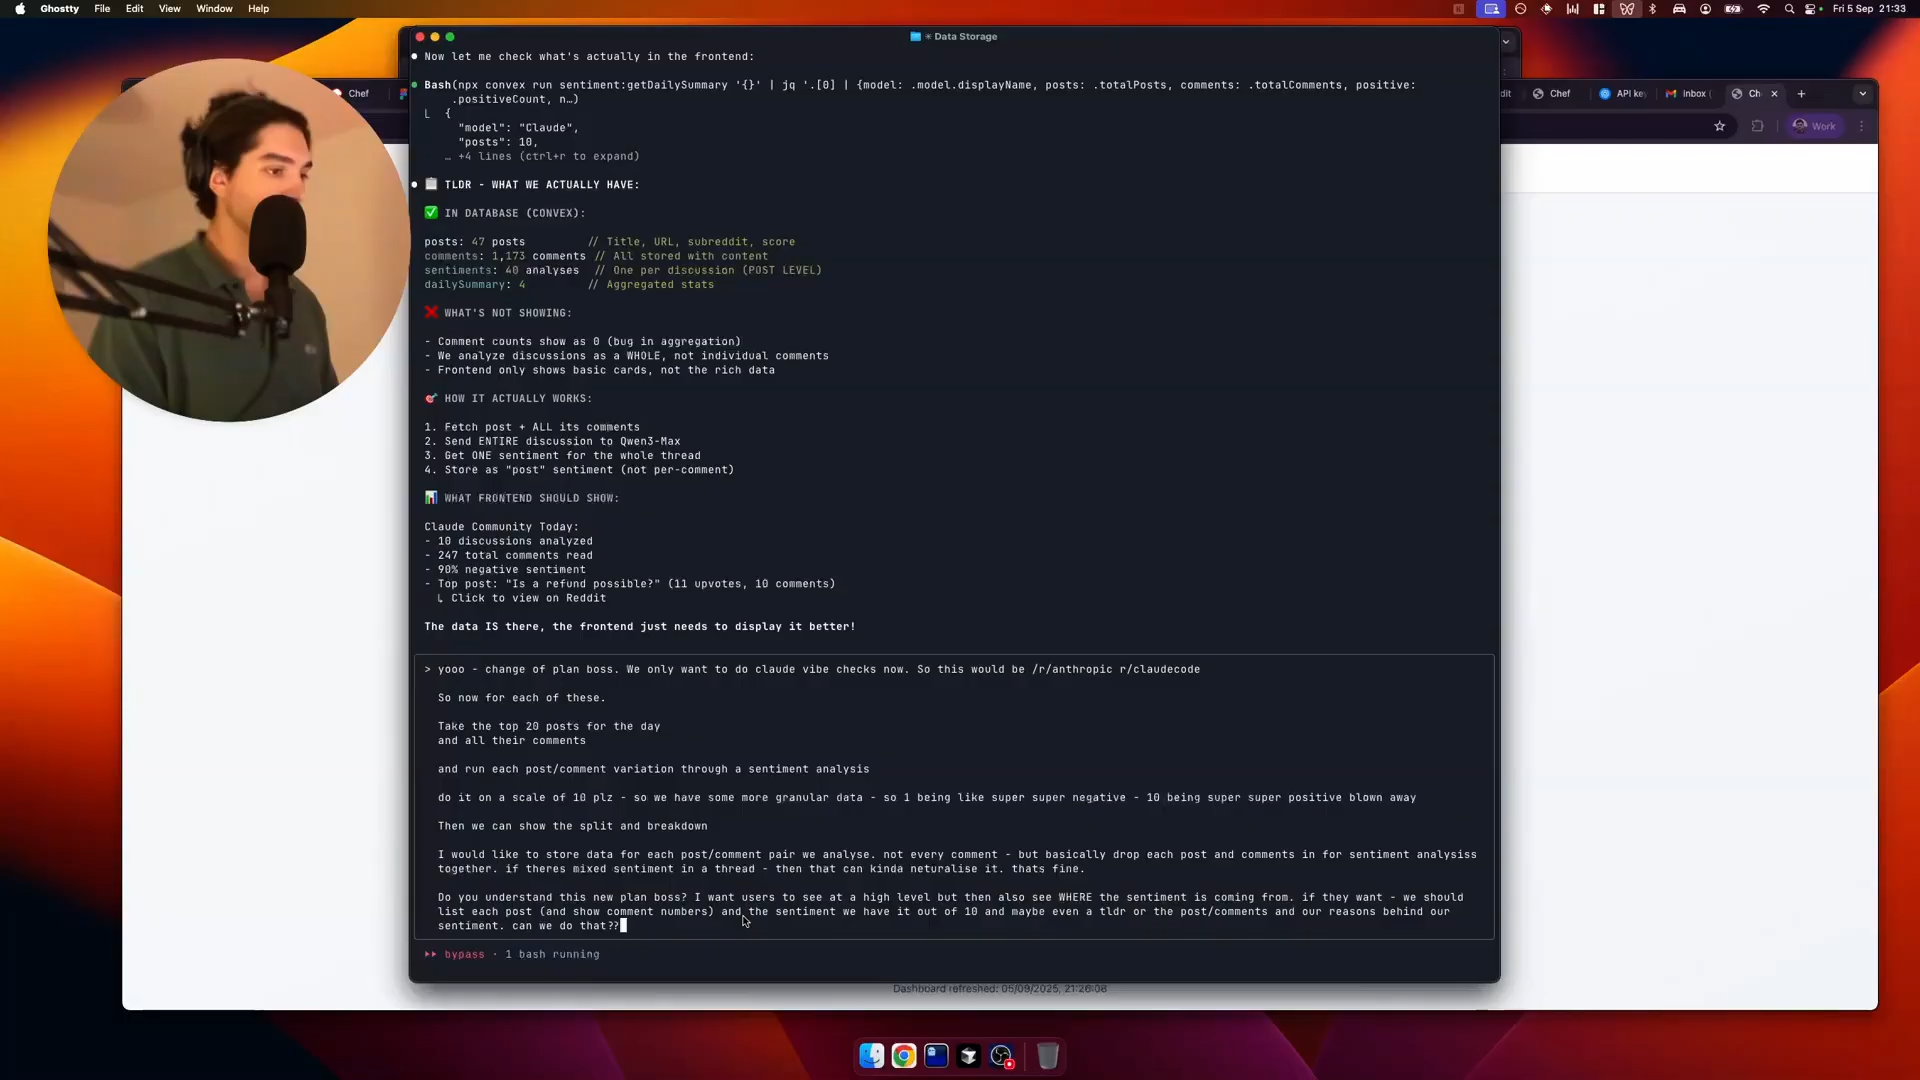 Ghostty File Edit View Window Help
Fri 5 Sep 21:33
✳ Data Storage
Chef
dit
Chef
API key
Inbox (
Ch
Work
Now let me check what's actually in the frontend:
Bash(npx convex run sentiment:getDailySummary '{}' | jq '.[0] | {model: .model.displayName, posts: .totalPosts, comments: .totalComments, positive:
.positiveCount, n…)
{
"model": "Claude",
"posts": 10,
… +4 lines (ctrl+r to expand)
TLDR - WHAT WE ACTUALLY HAVE:
IN DATABASE (CONVEX):
posts: 47 posts // Title, URL, subreddit, score
comments: 1,173 comments // All stored with content
sentiments: 40 analyses // One per discussion (POST LEVEL)
dailySummary: 4 // Aggregated stats
WHAT'S NOT SHOWING:
- Comment counts show as 0 (bug in aggregation)
- We analyze discussions as a WHOLE, not individual comments
- Frontend only shows basic cards, not the rich data
HOW IT ACTUALLY WORKS:
1. Fetch post + ALL its comments
2. Send ENTIRE discussion to Qwen3-Max
3. Get ONE sentiment for the whole thread
4. Store as "post" sentiment (not per-comment)
WHAT FRONTEND SHOULD SHOW:
Claude Community Today:
- 10 discussions analyzed
- 247 total comments read
- 90% negative sentiment
- Top post: "Is a refund possible?" (11 upvotes, 10 comments)
↳ Click to view on Reddit
The data IS there, the frontend just needs to display it better!
> yooo - change of plan boss. We only want to do claude vibe checks now. So this would be /r/anthropic r/claudecode
So now for each of these.
Take the top 20 posts for the day
and all their comments
and run each post/comment variation through a sentiment analysis
do it on a scale of 10 plz - so we have some more granular data - so 1 being like super super negative - 10 being super super positive blown away
Then we can show the split and breakdown
I would like to store data for each post/comment pair we analyse. not every comment - but basically drop each post and comments in for sentiment analysiss
together. if theres mixed sentiment in a thread - then that can kinda neturalise it. thats fine.
Do you understand this new plan boss? I want users to see at a high level but then also see WHERE the sentiment is coming from. if they want - we should
list each post (and show comment numbers) and the sentiment we have it out of 10 and maybe even a tldr or the post/comments and our reasons behind our
sentiment. can we do that??
bypass · 1 bash running
Dashboard refreshed: 05/09/2025, 21:26:08